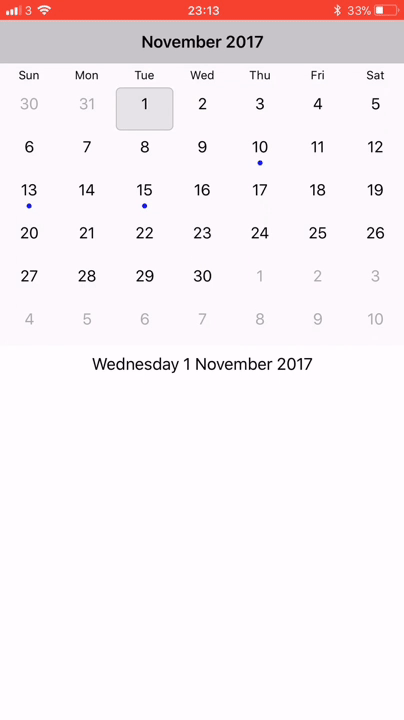 3 23:13 33%
November 2017
Sun Mon Tue Wed Thu Fri Sat
30 31 1 2 3 4 5
6 7 8 9 10 11 12
13 14 15 16 17 18 19
20 21 22 23 24 25 26
27 28 29 30 1 2 3
4 5 6 7 8 9 10
Wednesday 1 November 2017